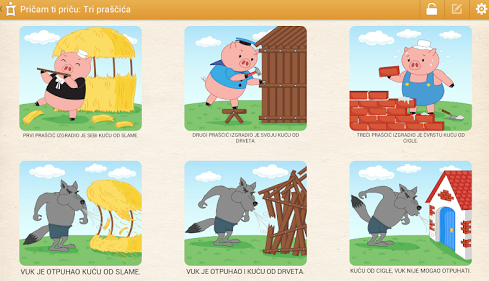 Pričam ti priču: Tri praščića
PRVI PRAŠČIĆ IZGRADIO JE SEBI KUĆU OD SLAME.
DRUGI PRAŠČIĆ IZGRADIO JE SVOJU KUĆU OD
DRVETA.
TREĆI PRAŠČIĆ IZGRADIO JE ČVRSTU KUĆU OD
CIGLE.
VUK JE OTPUHAO KUĆU OD SLAME.
VUK JE OTPUHAO I KUĆU OD DRVETA.
KUĆU OD CIGLE, VUK NIJE MOGAO OTPUHATI.